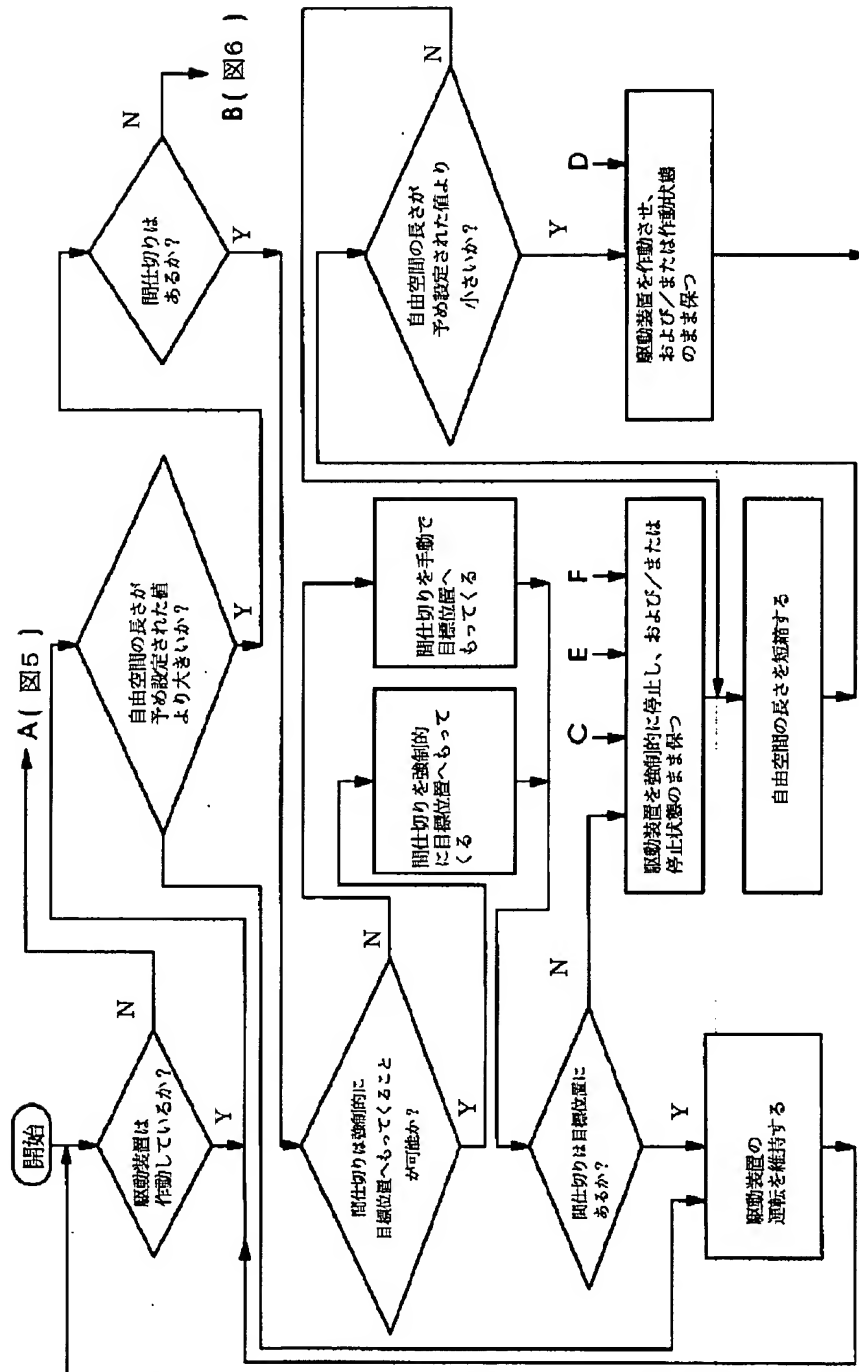 開始
駆動装置は
作動しているか?
N
Y
A(図5)
自由空間の長さが
予め設定された値
より大きいか?
Y
間仕切りは
あるか?
N
Y
B(図6)
間仕切りは強制的に
目標位置へもってくること
が可能か?
N
Y
間仕切りを強制的
に目標位置へもって
くる
間仕切りを手動で
目標位置へ
もってくる
間仕切りは目標位置に
あるか?
N
Y
駆動装置の
運転を維持する
C
E
F
駆動装置を強制的に停止し、および/または
停止状態のまま保つ
自由空間の長さを短縮する
自由空間の長さが
予め設定された値より
小さいか?
N
Y
D
駆動装置を作動させ、
および/または作動状態
のまま保つ